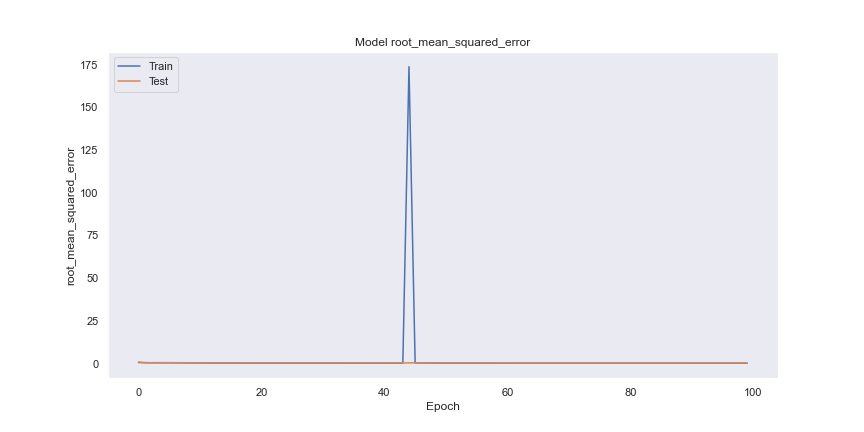 Model root_mean_squared_error
Train
Test
175
150
125
100
75
50
25
0
root_mean_squared_error
0 20 40 60 80 100
Epoch